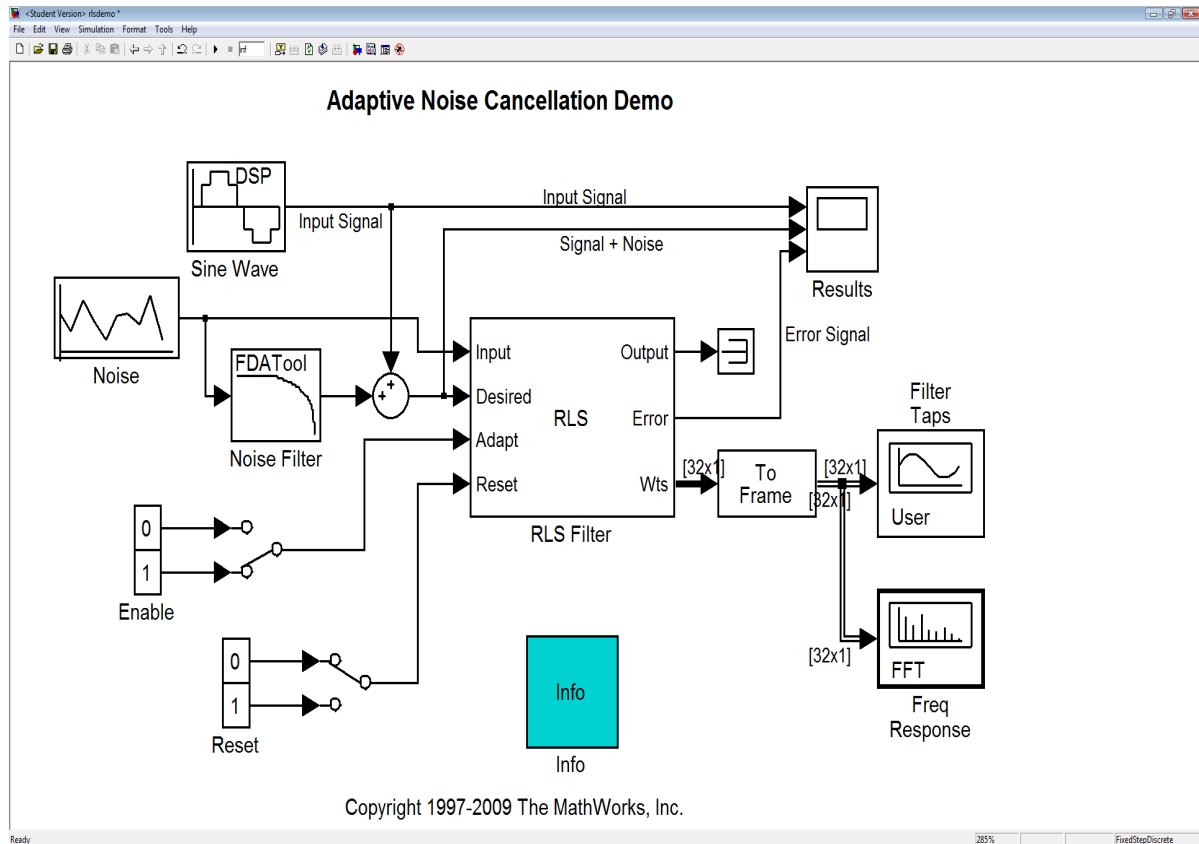 <Student Version> rlsdemo *
File Edit View Simulation Format Tools Help
inf
Adaptive Noise Cancellation Demo
DSP
Input Signal
Input Signal
Signal + Noise
Sine Wave
Results
Noise
FDATool
Noise Filter
+
+
Input
Desired
Adapt
Reset
RLS
Output
Error
Wts
RLS Filter
Error Signal
[32x1]
To
Frame
[32x1]
[32x1]
Filter
Taps
User
0
1
Enable
0
1
Reset
Info
Info
[32x1]
FFT
Freq
Response
Copyright 1997-2009 The MathWorks, Inc.
Ready
285%
FixedStepDiscrete